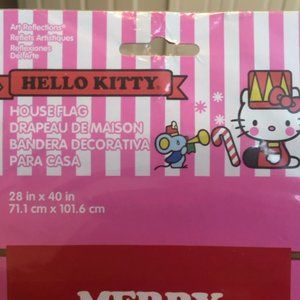 Art Reflections®
Reflets Artistiques
Reflexiones
Del Arte
HELLO KITTY
HOUSE FLAG
DRAPEAU DE MAISON
BANDERA DECORATIVA
PARA CASA
28 in x 40 in
71.1 cm x 101.6 cm
MERRY